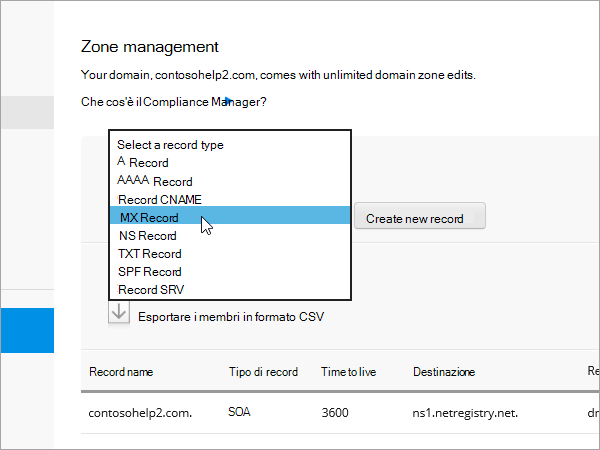 Zone management
Your domain, contosohelp2.com, comes with unlimited domain zone edits.
Che cos'è il Compliance Manager?
Select a record type
A Record
AAAA Record
Record CNAME
MX Record
NS Record
TXT Record
SPF Record
Record SRV
Create new record
Esportare i membri in formato CSV
Record name Tipo di record Time to live Destinazione Re
contosohelp2.com. SOA 3600 ns1.netregistry.net. dr